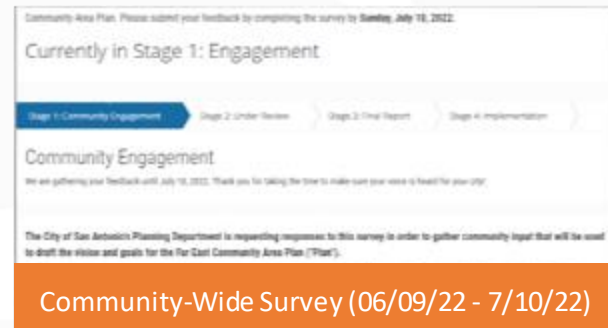 Community Area Plan. Please submit your feedback by completing the survey by Sunday, July 10, 2022.
Currently in Stage 1: Engagement
Stage 1: Community Engagement
Stage 2: Under Review
Stage 3: Final Report
Stage 4: Implementation
Community Engagement
We are gathering your feedback until July 10, 2022. Thank you for taking the time to make sure your voice is heard for your city!
The City of San Antonio's Planning Department is requesting responses to this survey in order to gather community input that will be used
to draft the vision and goals for the Far East Community Area Plan ("Plan").
Community-Wide Survey (06/09/22 - 7/10/22)